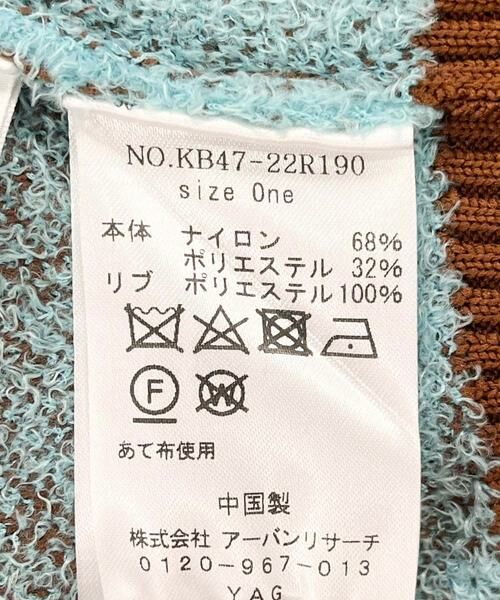 NO.KB47-22R190
size One
本体 ナイロン 68%
ポリエステル 32%
リブ ポリエステル 100%
F
W
あて布使用
中国製
株式会社 アーバンリサーチ
0120-967-013
YAG